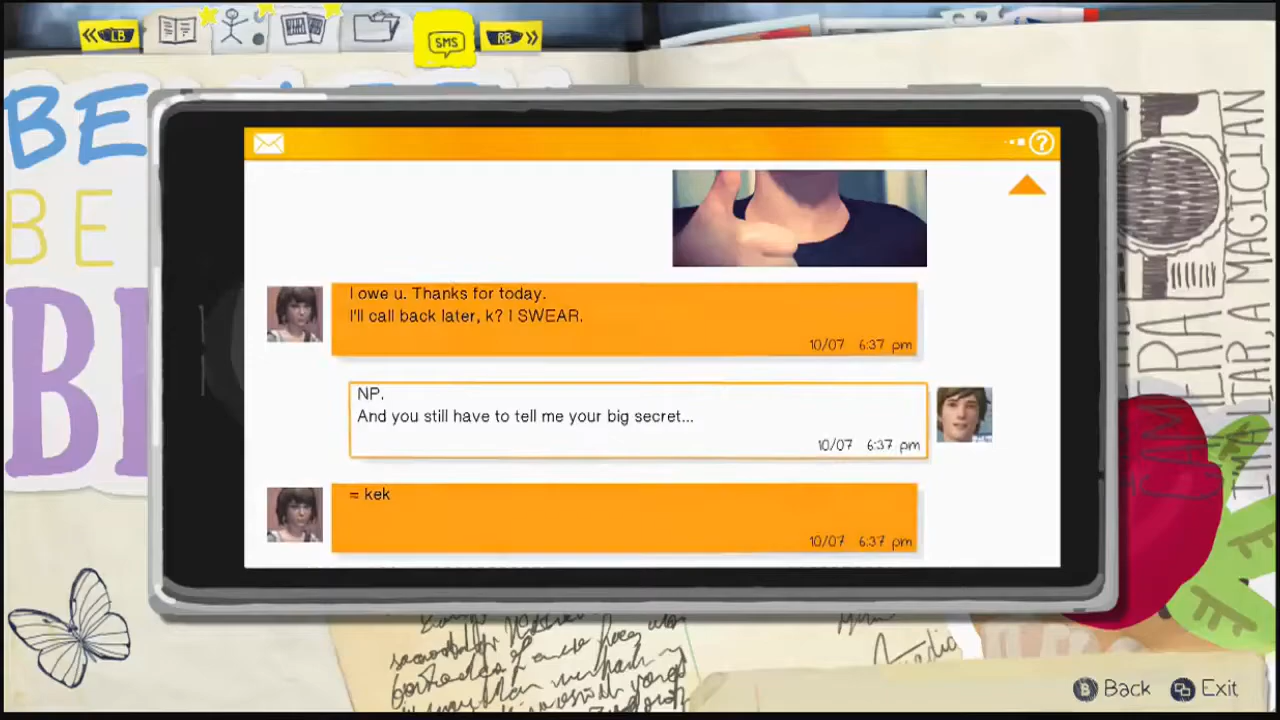 LB
SMS
RB
BE
BE
I owe u. Thanks for today.
I'll call back later, k? I SWEAR.
10/07 6:37 pm
NP.
And you still have to tell me your big secret...
10/07 6:37 pm
= kek
10/07 6:37 pm
CAMERA
LIAR, A MAGICIAN
B Back
Exit